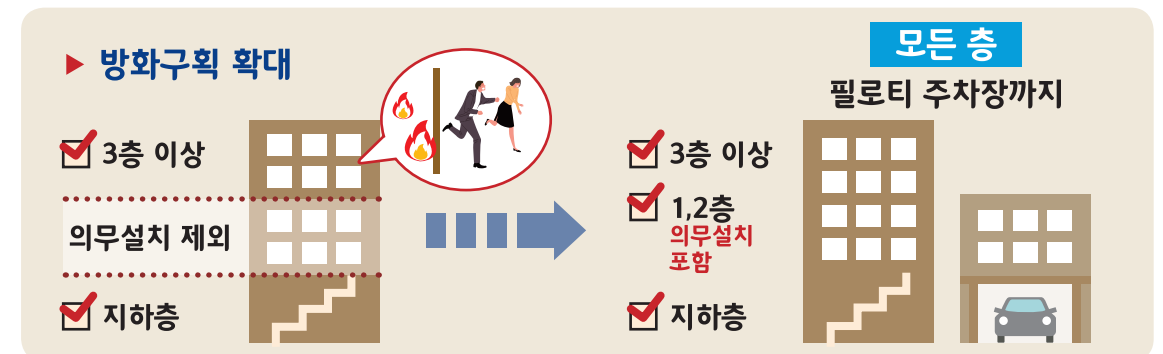 ▶ 방화구획 확대
3층 이상
의무설치 제외
지하층
모든 층
필로티 주차장까지
3층 이상
1,2층
의무설치
포함
지하층